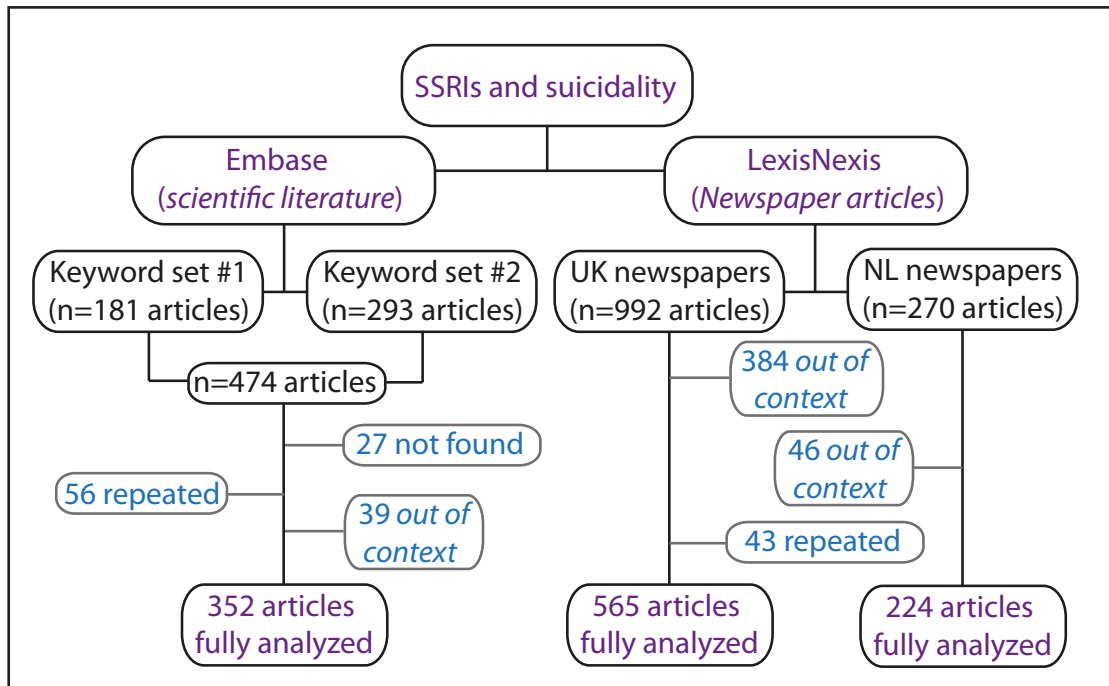 SSRIs and suicidality
Embase
(scientific literature)
LexisNexis
(Newspaper articles)
Keyword set #1
(n=181 articles)
Keyword set #2
(n=293 articles)
UK newspapers
(n=992 articles)
NL newspapers
(n=270 articles)
n=474 articles
384 out of
context
27 not found
46 out of
context
56 repeated
39 out of
context
43 repeated
352 articles
fully analyzed
565 articles
fully analyzed
224 articles
fully analyzed